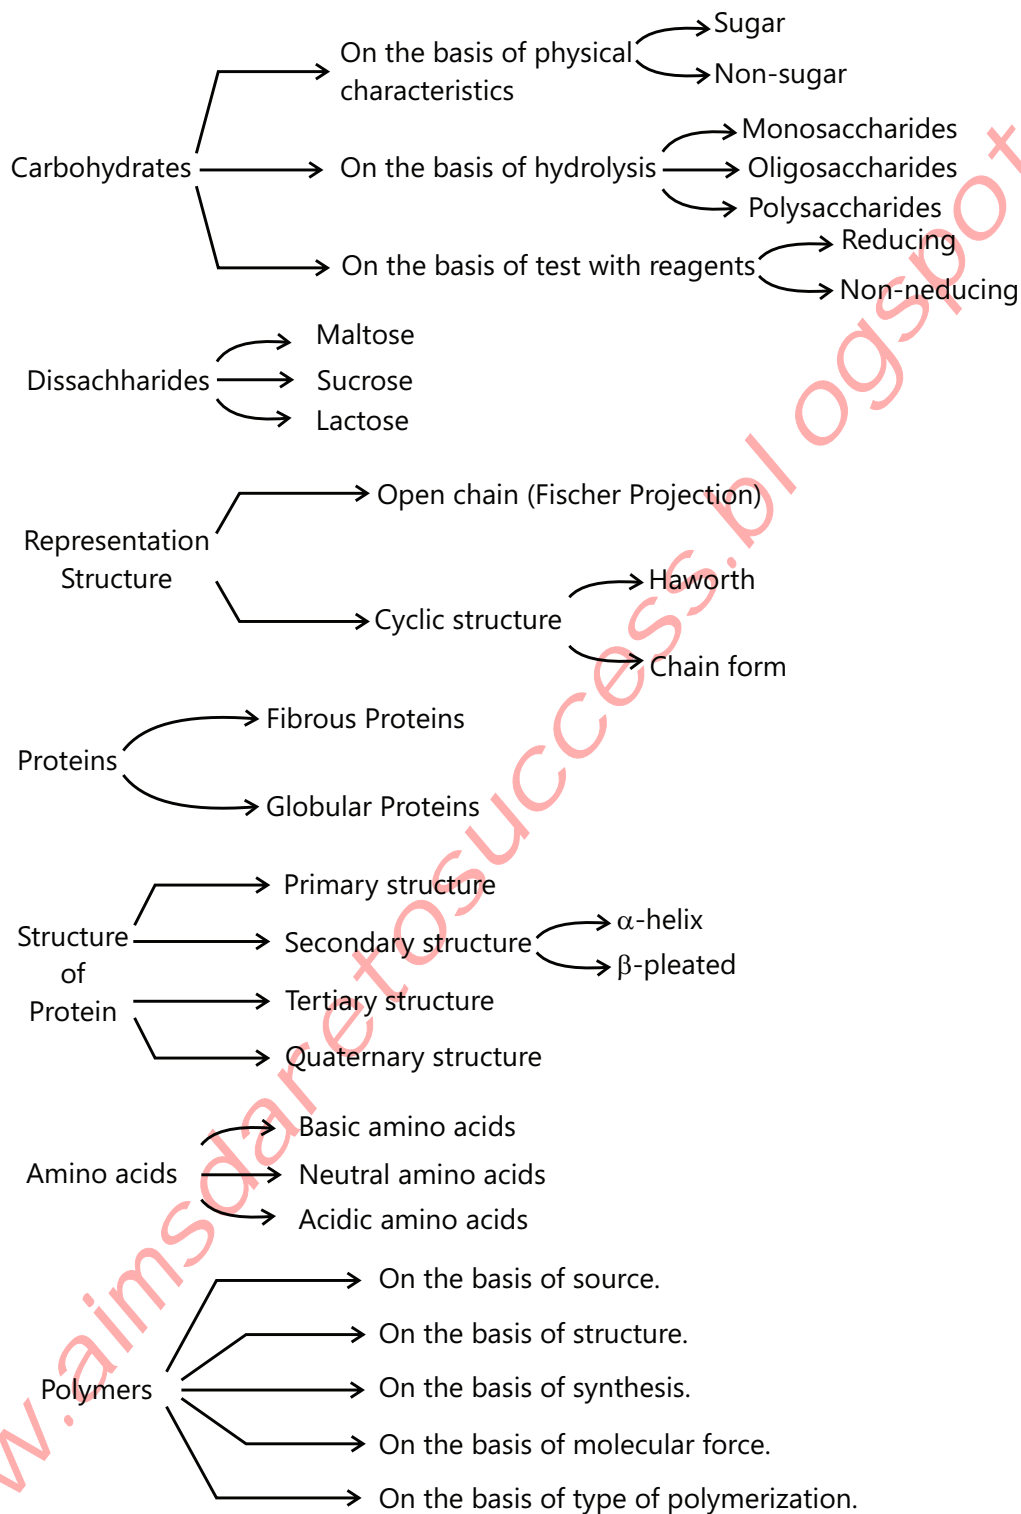 Sugar
On the basis of physical
characteristics
Non-sugar
Monosaccharides
Carbohydrates
On the basis of hydrolysis
Oligosaccharides
Polysaccharides
Reducing
On the basis of test with reagents
Non-neducing
Maltose
Dissachharides
Sucrose
Lactose
Open chain (Fischer Projection)
Representation
Structure
Haworth
Cyclic structure
Chain form
Fibrous Proteins
Proteins
Globular Proteins
Primary structure
Structure
of
Protein
Secondary structure
α-helix
β-pleated
Tertiary structure
Quaternary structure
Basic amino acids
Amino acids
Neutral amino acids
Acidic amino acids
On the basis of source.
On the basis of structure.
Polymers
On the basis of synthesis.
On the basis of molecular force.
On the basis of type of polymerization.
w.aimsdaretosuccess.blogspot